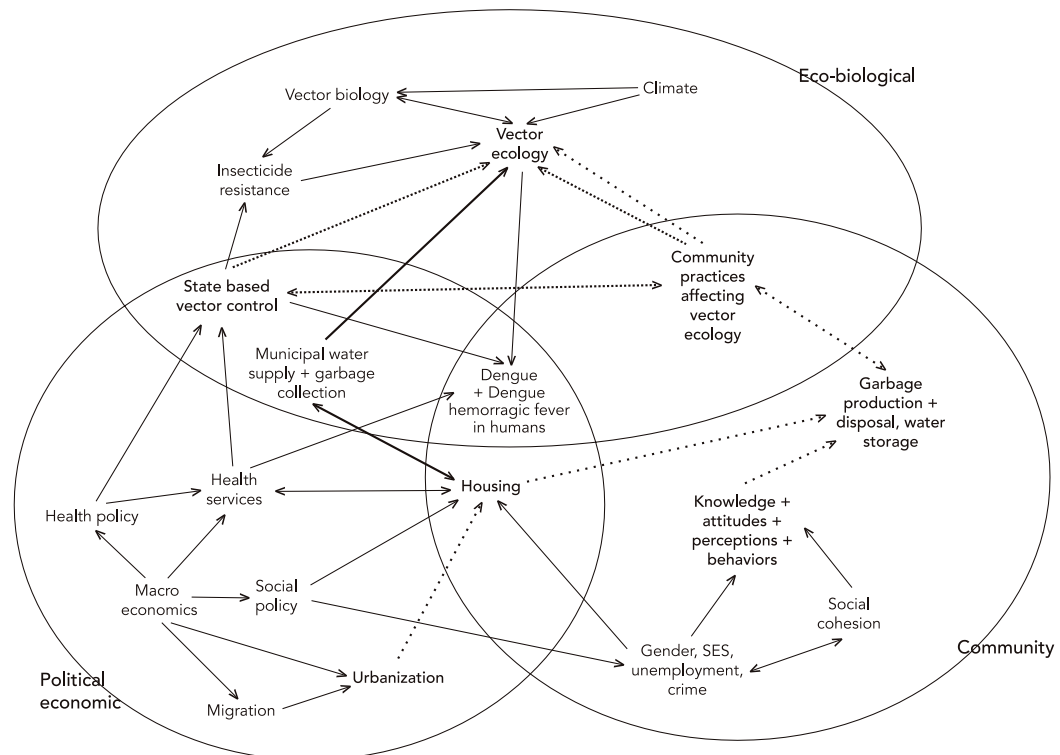 Eco-biological
Climate
Vector biology
Vector
ecology
Insecticide
resistance
Community
practices
affecting
vector
ecology
State based
vector control
Municipal water
supply + garbage
collection
Dengue
+ Dengue
hemorragic fever
in humans
Garbage
production +
disposal, water
storage
Health
services
Housing
Health policy
Knowledge +
attitudes +
perceptions +
behaviors
Macro
economics
Social
policy
Social
cohesion
Gender, SES,
unemployment,
crime
Community
Urbanization
Political
economic
Migration